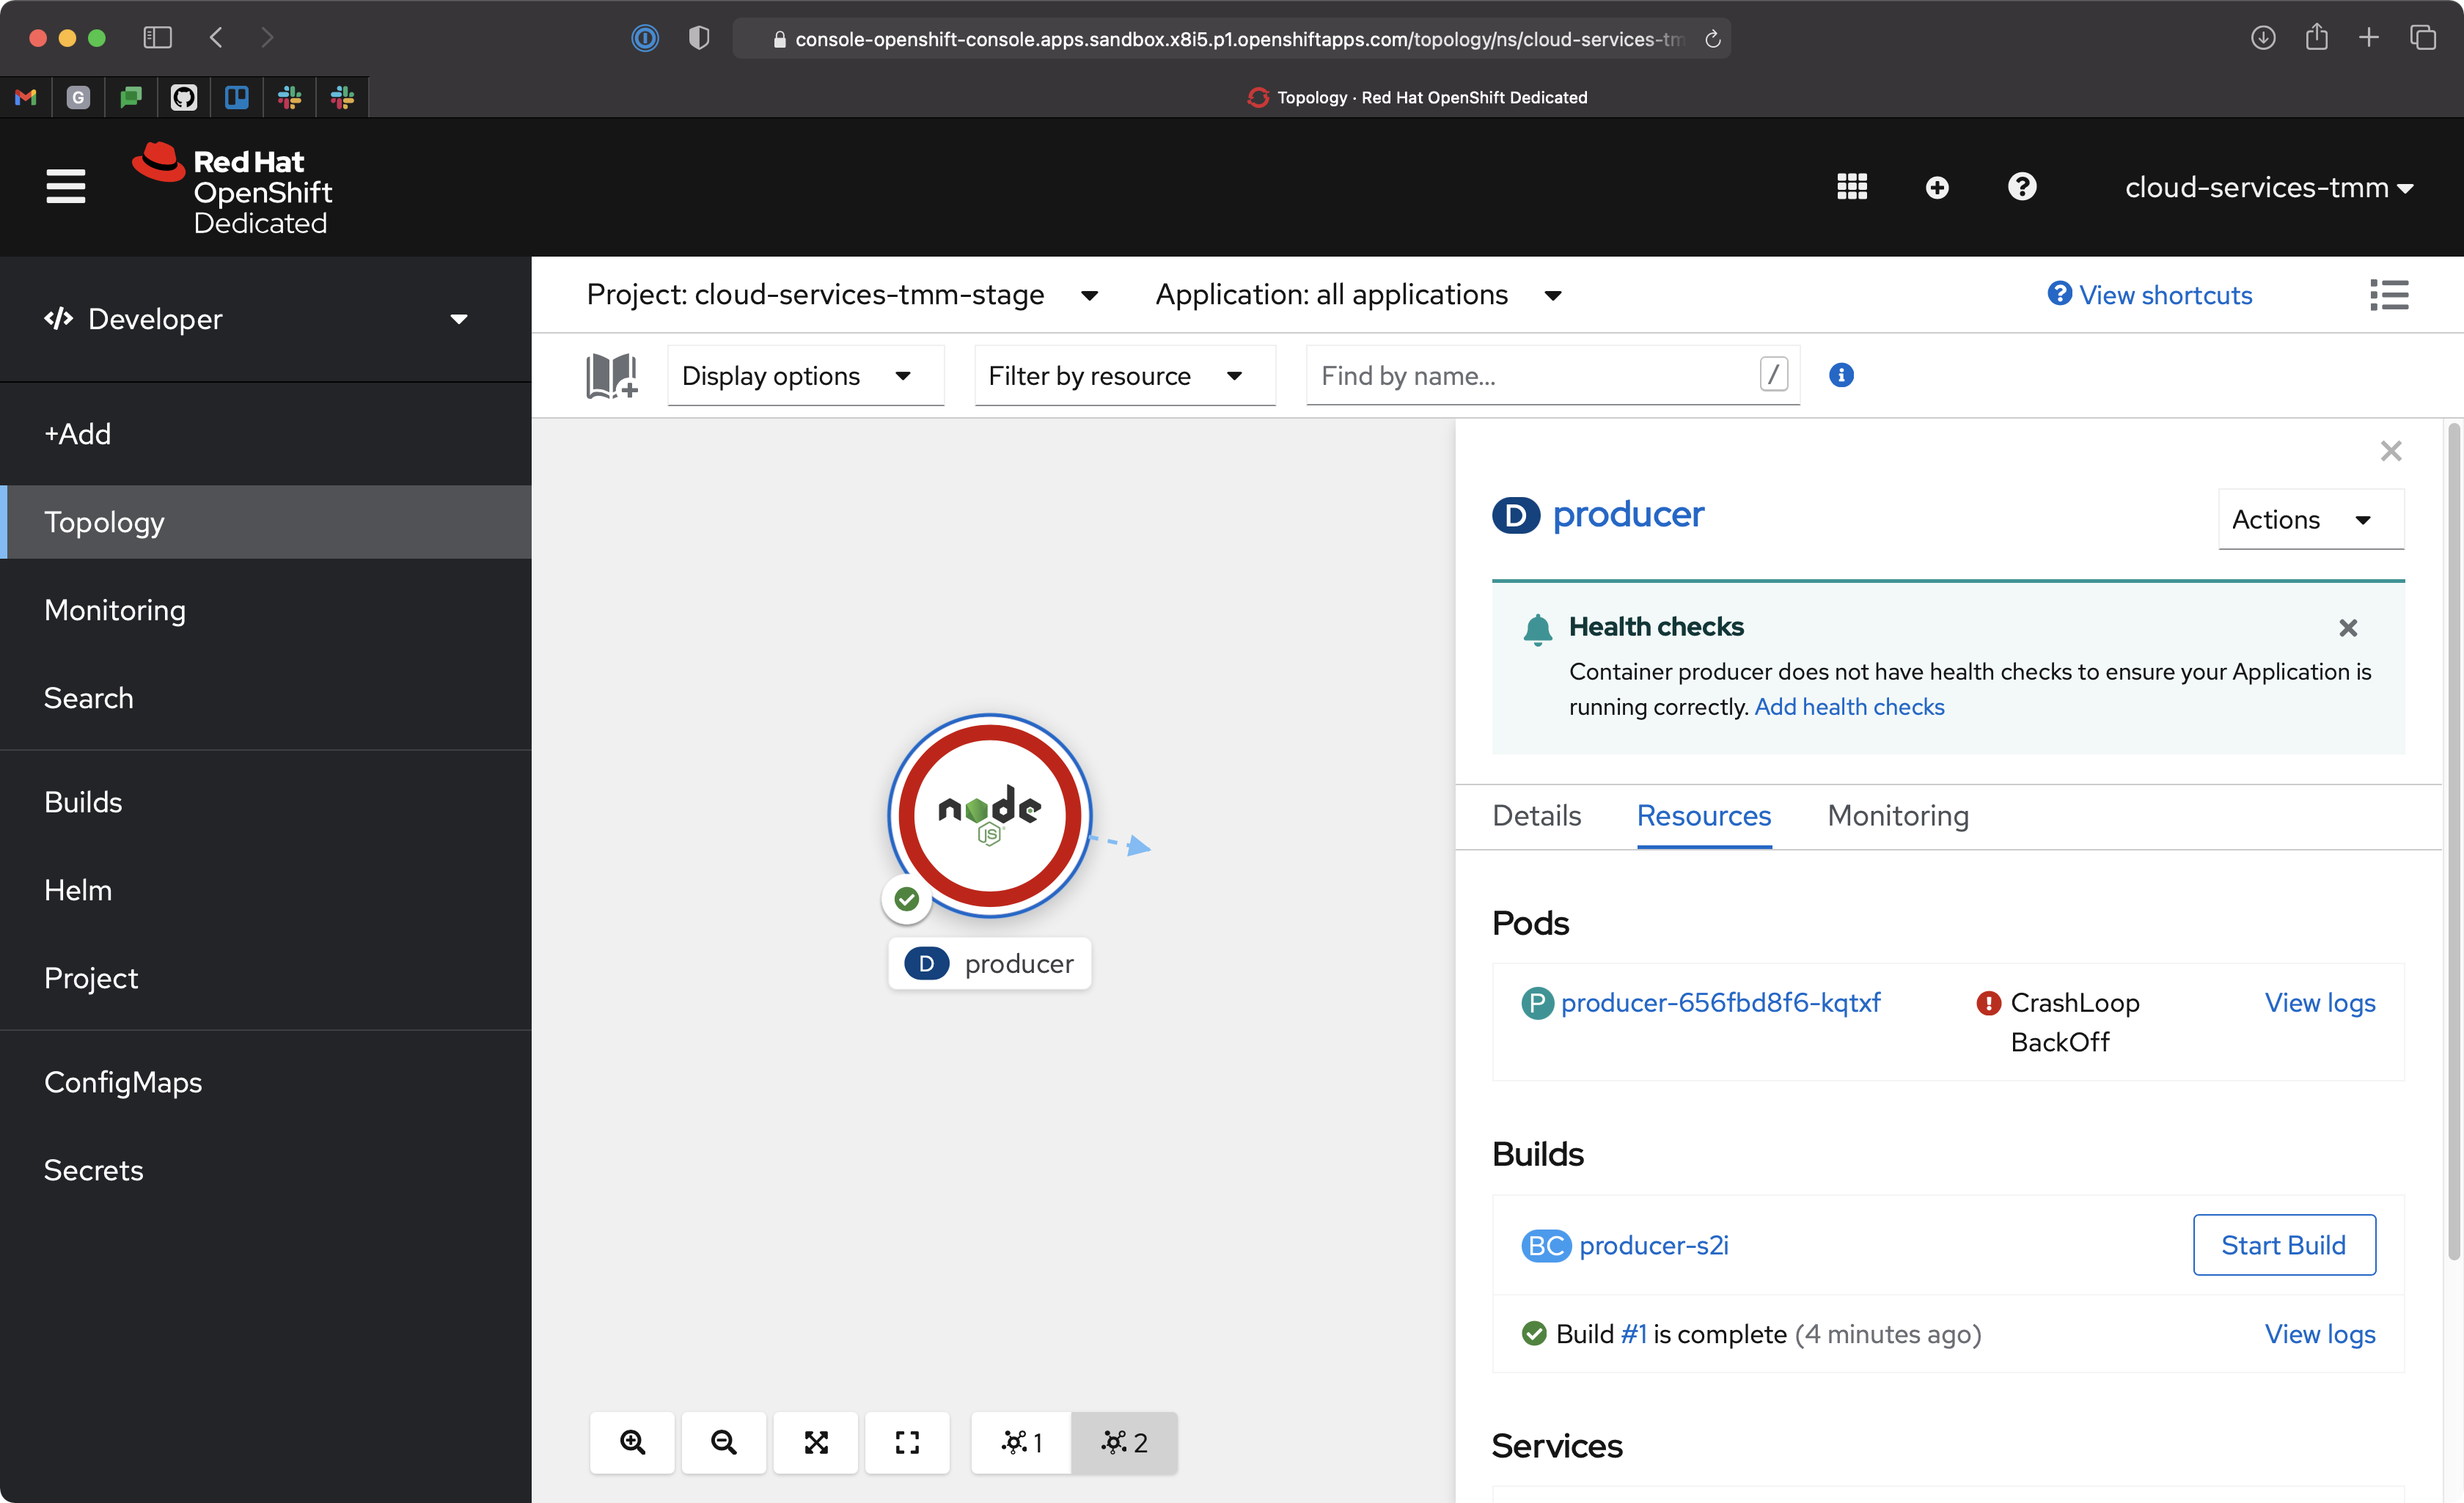 console-openshift-console.apps.sandbox.x8i5.p1.openshiftapps.com/topology/ns/cloud-services-tm
G
Topology · Red Hat OpenShift Dedicated
Red Hat
OpenShift
Dedicated
cloud-services-tmm
Developer
Project: cloud-services-tmm-stage
Application: all applications
View shortcuts
Display options
Filter by resource
Find by name...
/
+Add
Topology
Monitoring
Search
Builds
Helm
Project
ConfigMaps
Secrets
node
JS
D producer
D producer
Actions
Health checks
Container producer does not have health checks to ensure your Application is
running correctly. Add health checks
Details
Resources
Monitoring
Pods
P producer-656fbd8f6-kqtxf
CrashLoop
BackOff
View logs
Builds
BC producer-s2i
Start Build
Build #1 is complete (4 minutes ago)
View logs
Services
1
2